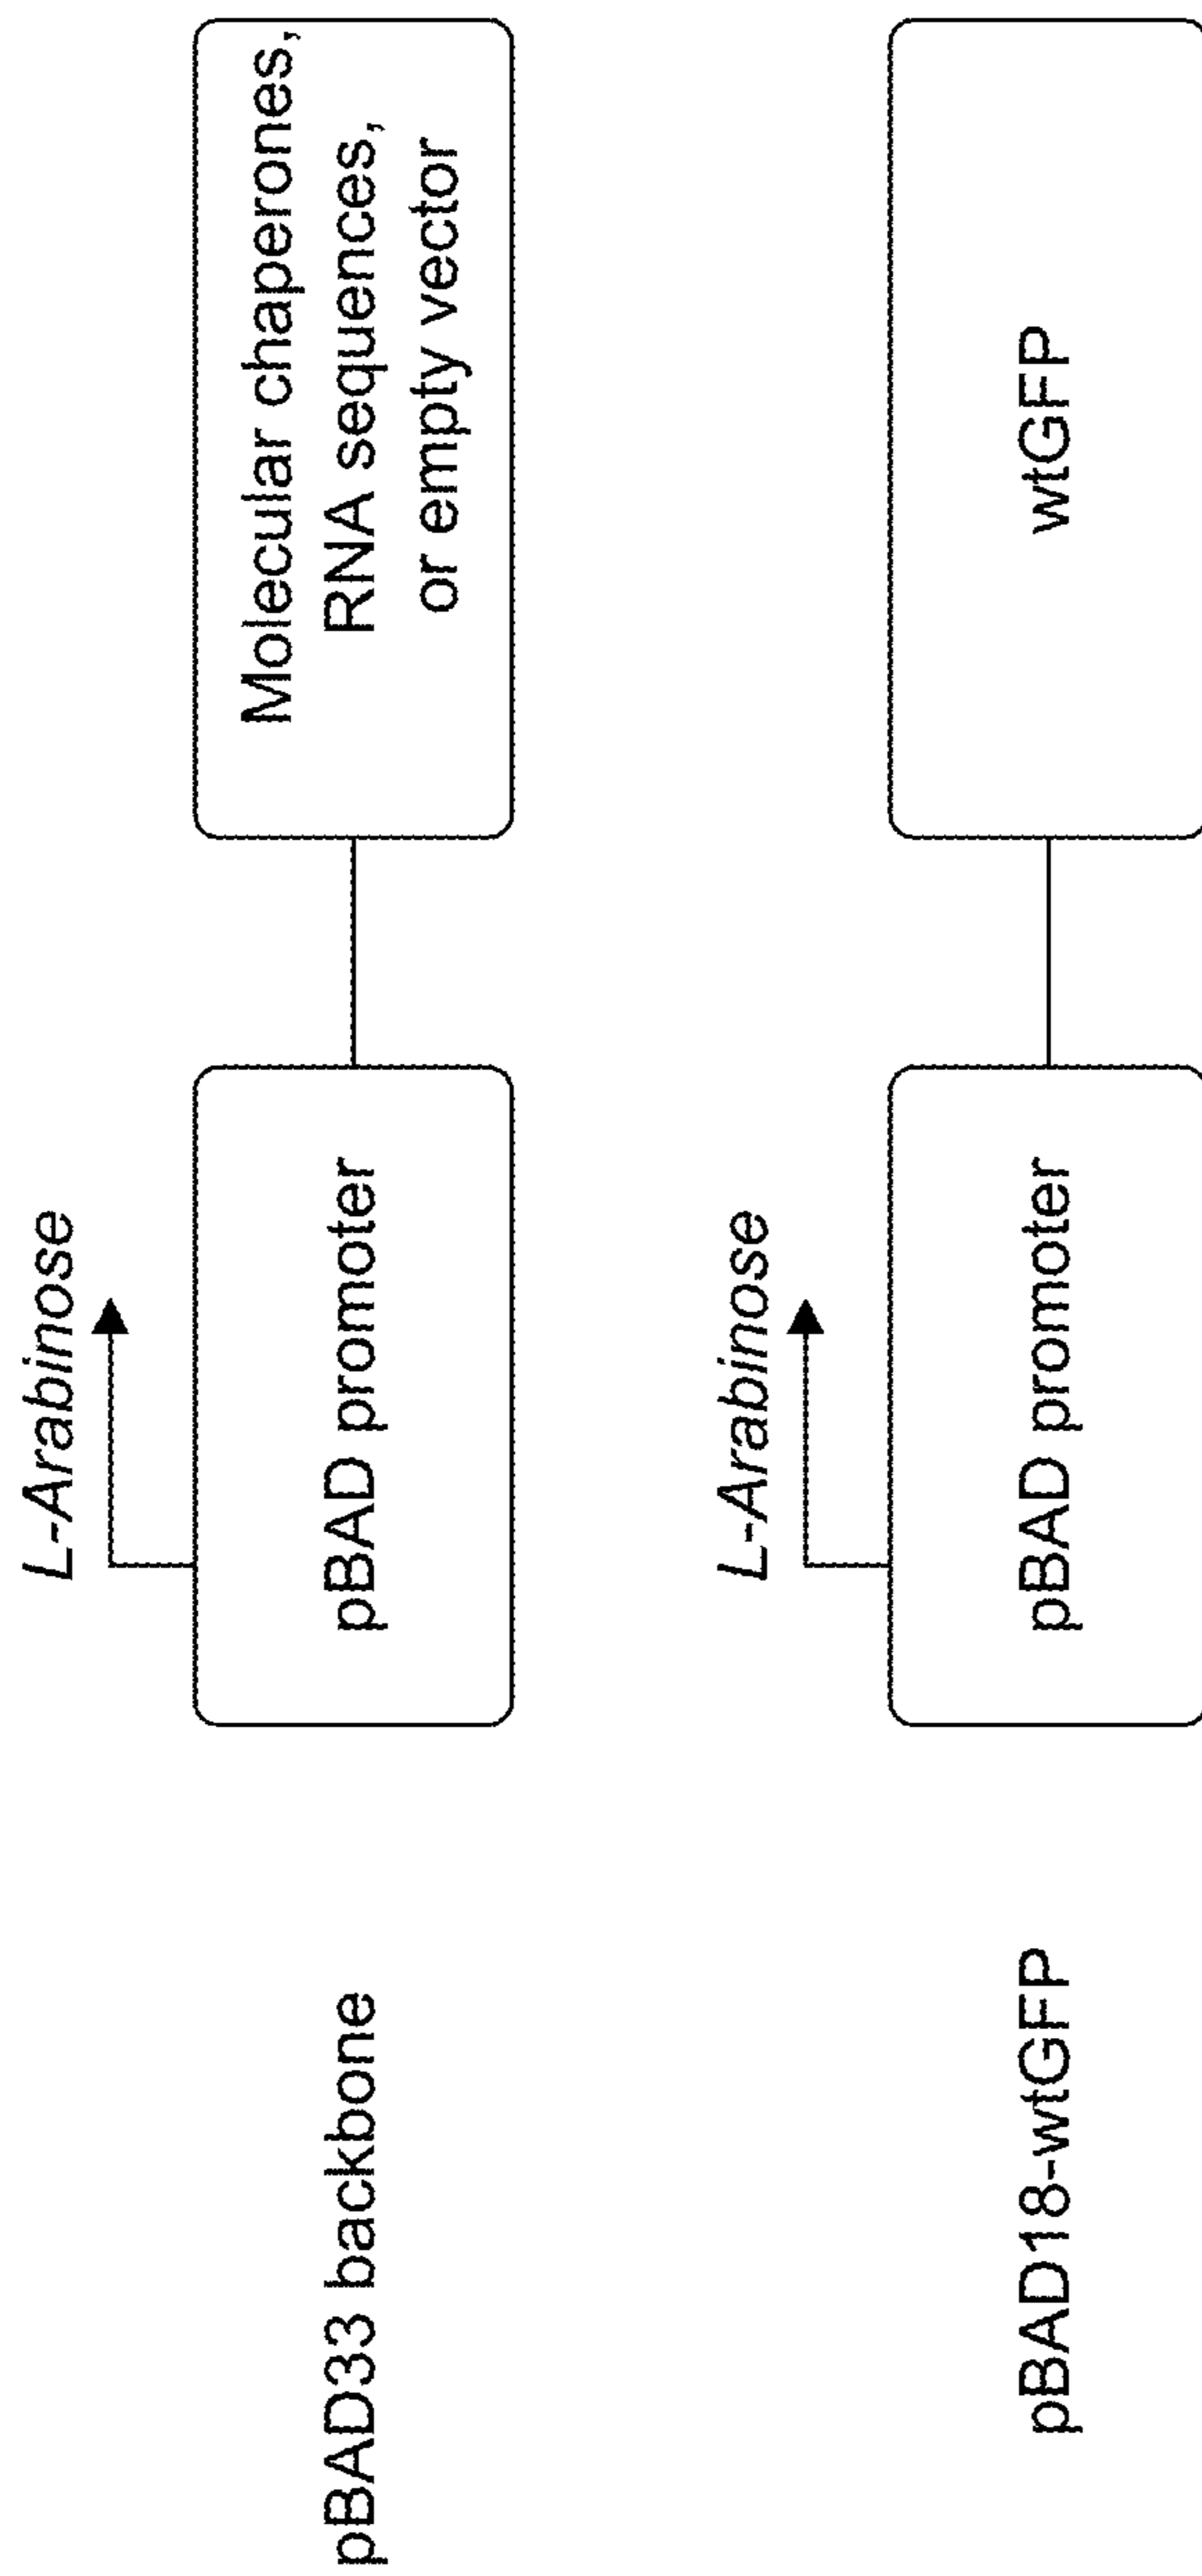 L-Arabinose
pBAD33 backbone
pBAD promoter
Molecular chaperones,
RNA sequences,
or empty vector
L-Arabinose
pBAD18-wtGFP
pBAD promoter
wtGFP